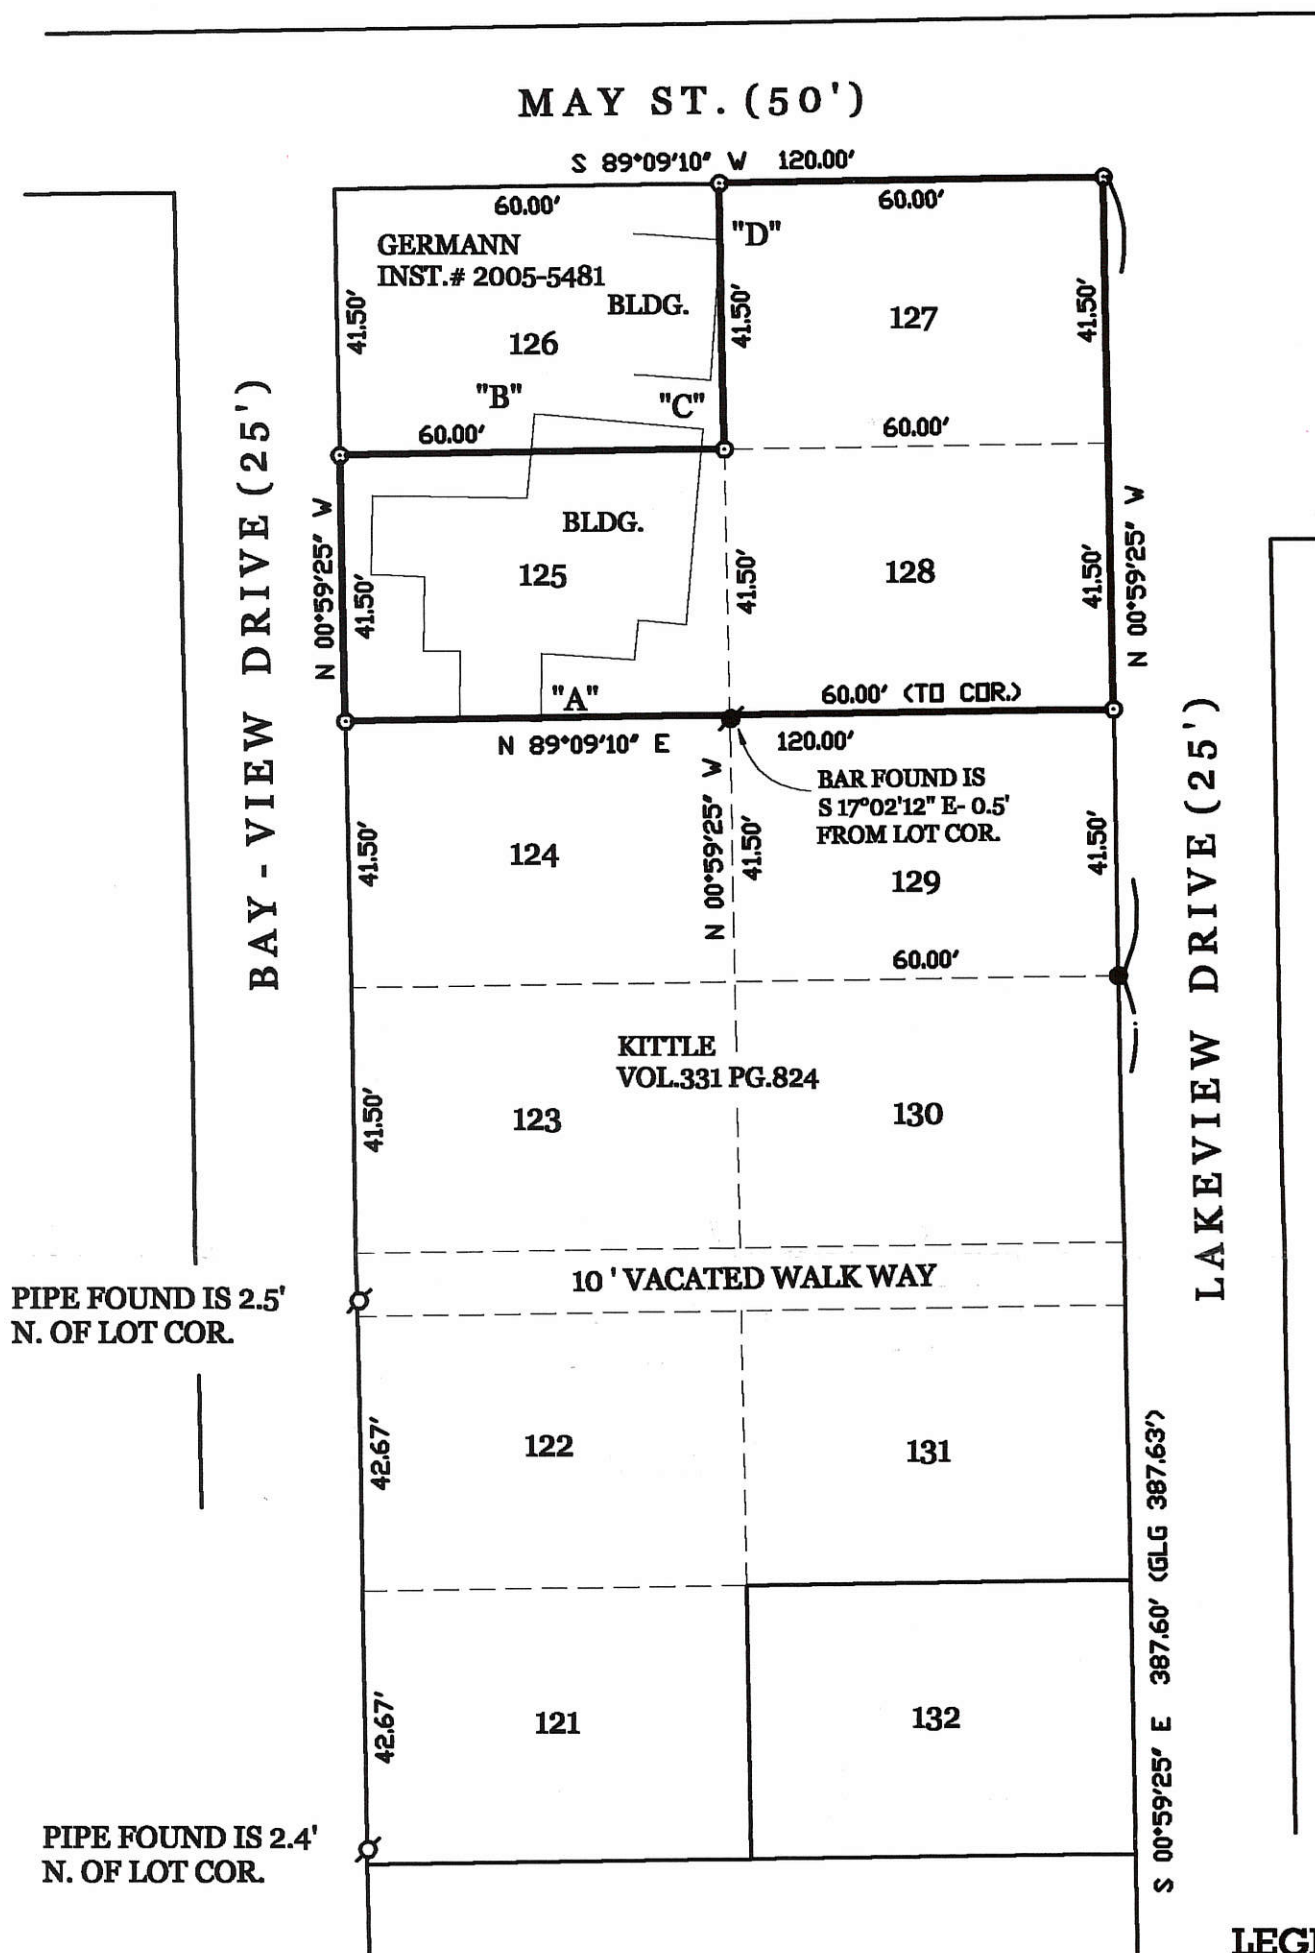 MAY ST. (50')
S 89°09'10" W 120.00'
60.00'
60.00'
GERMANN
INST.# 2005-5481
"D"
BLDG.
41.50'
126
41.50'
127
41.50'
"B"
"C"
60.00'
60.00'
BAY-VIEW DRIVE (25')
N 00°59'25" W
41.50'
BLDG.
125
41.50'
128
41.50'
N 00°59'25" W
"A"
60.00' (TO COR.)
N 89°09'10" E
120.00'
BAR FOUND IS
S 17°02'12" E- 0.5'
FROM LOT COR.
41.50'
124
N 00°59'25" W
41.50'
129
41.50'
LAKEVIEW DRIVE (25')
60.00'
KITTLE
VOL.331 PG.824
41.50'
123
130
10' VACATED WALK WAY
PIPE FOUND IS 2.5'
N. OF LOT COR.
42.67'
122
131
S 00°59'25" E 387.60' (GLG 387.63')
42.67'
121
132
PIPE FOUND IS 2.4'
N. OF LOT COR.